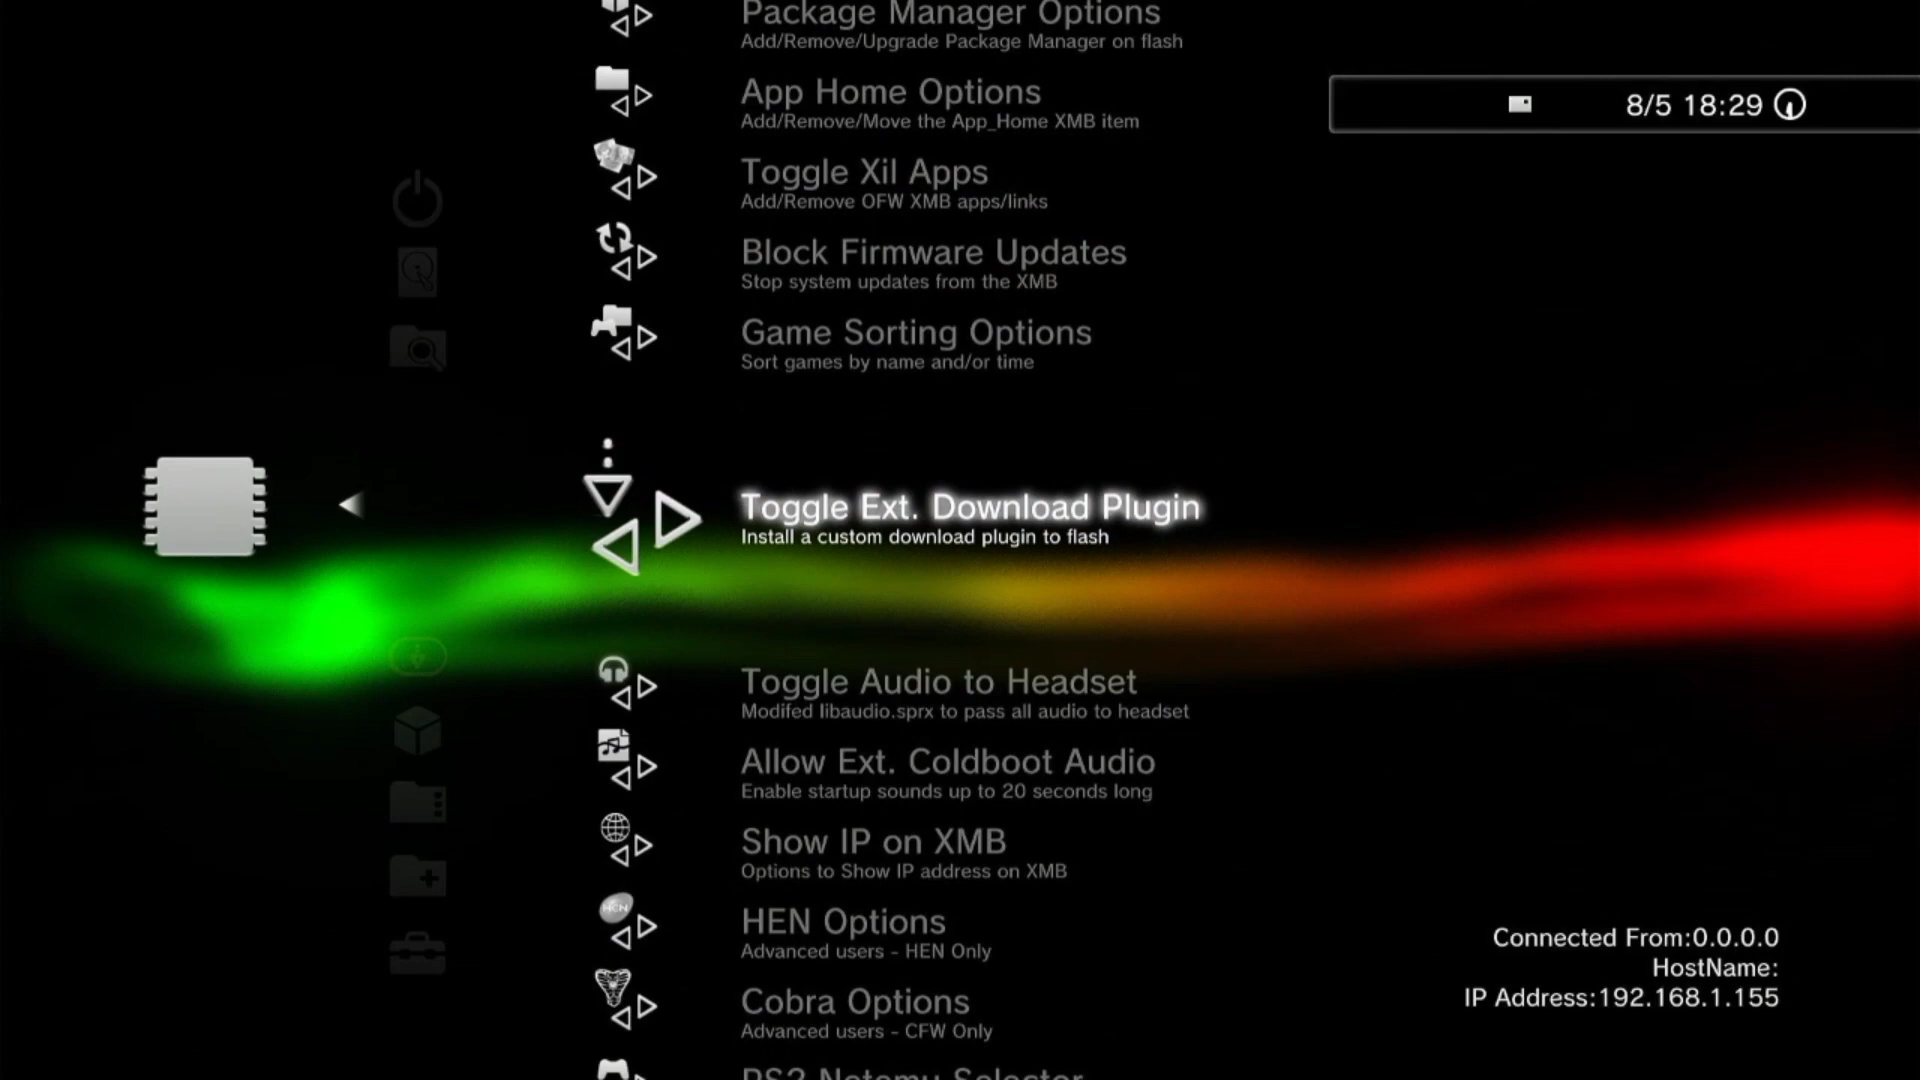 Package Manager Options
Add/Remove/Upgrade Package Manager on flash
App Home Options
Add/Remove/Move the App_Home XMB item
8/5 18:29
Toggle Xil Apps
Add/Remove OFW XMB apps/links
Block Firmware Updates
Stop system updates from the XMB
Game Sorting Options
Sort games by name and/or time
Toggle Ext. Download Plugin
Install a custom download plugin to flash
Toggle Audio to Headset
Modifed libaudio.sprx to pass all audio to headset
Allow Ext. Coldboot Audio
Enable startup sounds up to 20 seconds long
Show IP on XMB
Options to Show IP address on XMB
HEN
HEN Options
Advanced users - HEN Only
Connected From:0.0.0.0
HostName:
IP Address:192.168.1.155
Cobra Options
Advanced users - CFW Only
PS2 Netemu Selector